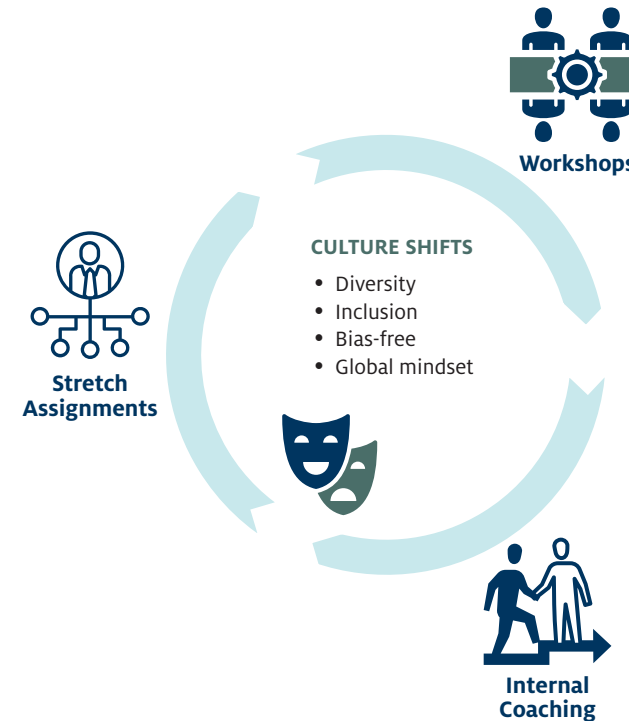 Workshops
CULTURE SHIFTS
• Diversity
• Inclusion
• Bias-free
• Global mindset
Stretch
Assignments
Internal
Coaching